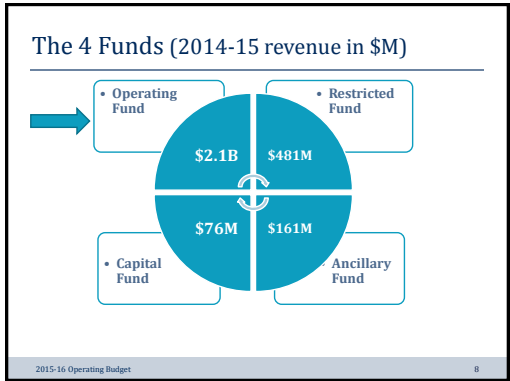 The 4 Funds (2014-15 revenue in $M)
• Operating
Fund
• Restricted
Fund
$2.1B
$481M
$76M
$161M
• Capital
Fund
Ancillary
Fund
2015-16 Operating Budget
8